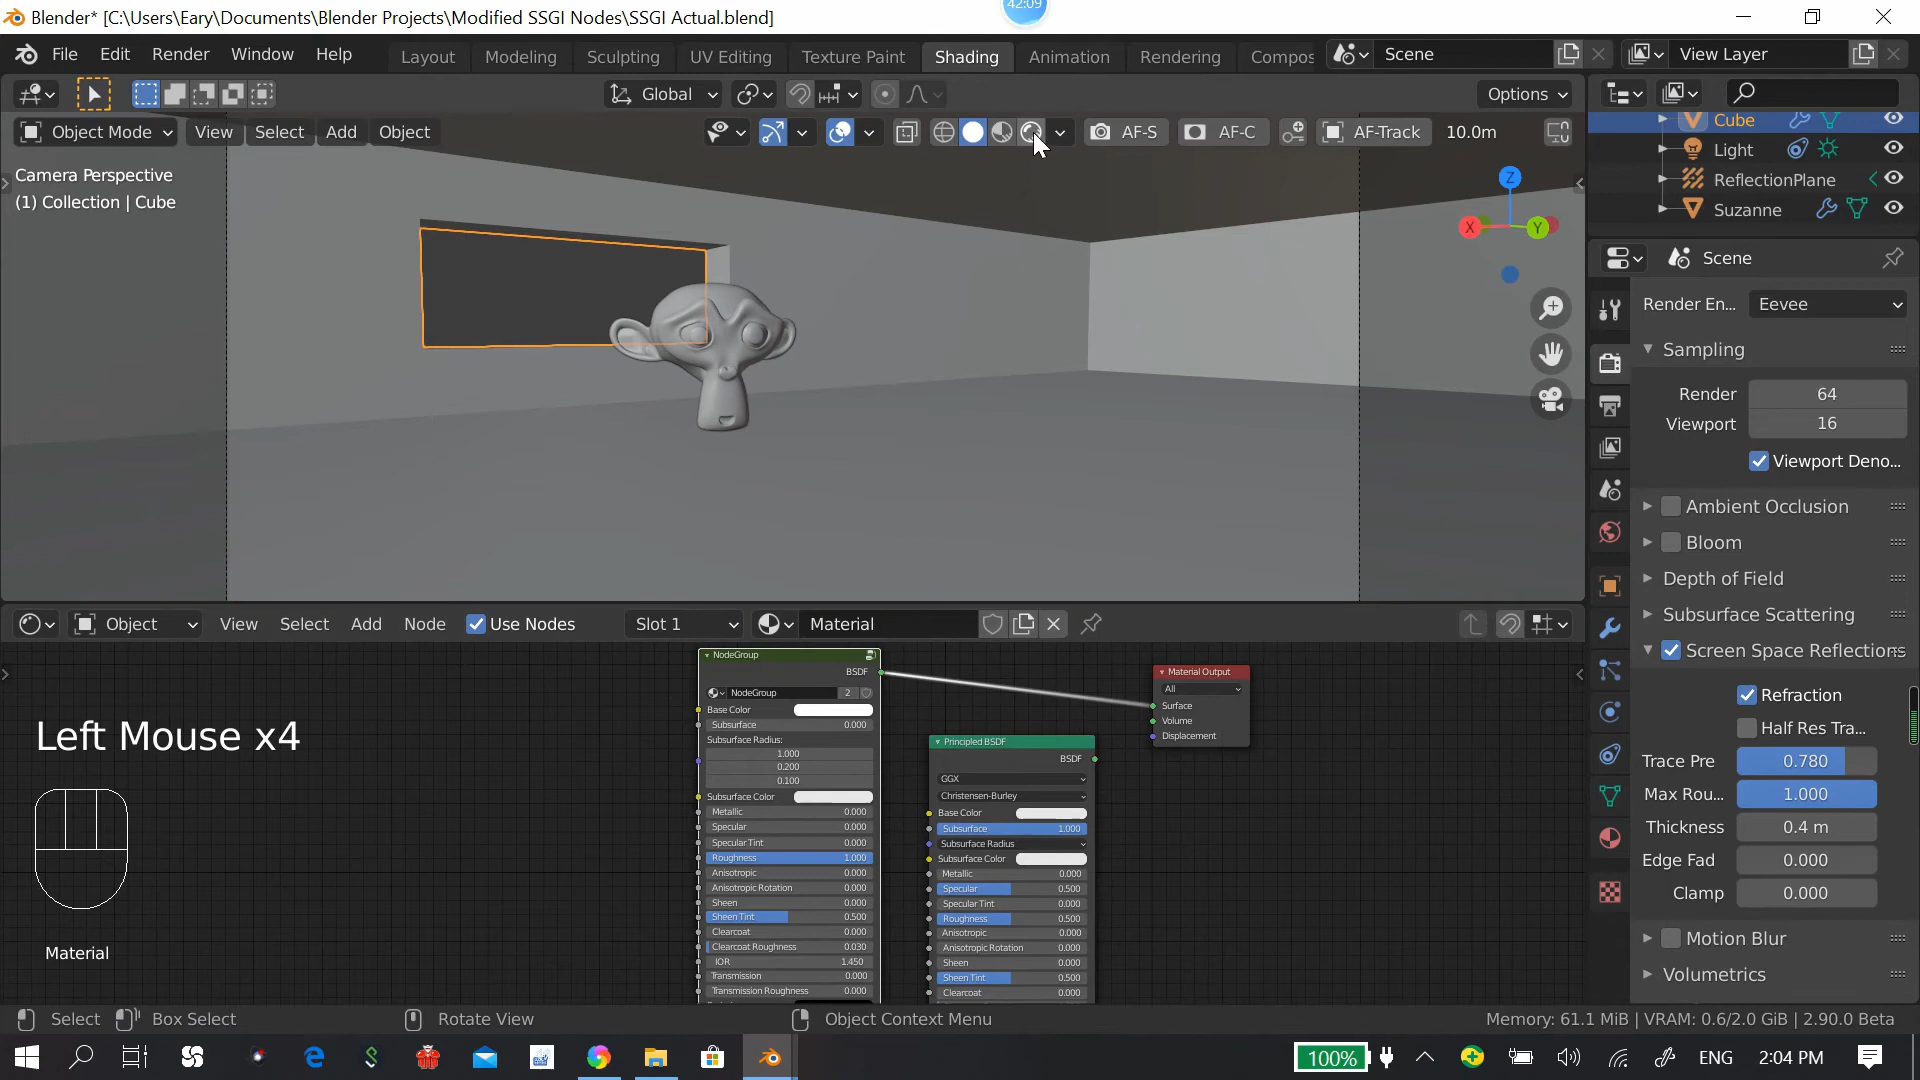 42:09
Blender* [C:\Users\Eary\Documents\Blender Projects\Modified SSGI Nodes\SSGI Actual.blend]
File Edit Render Window Help
Layout Modeling Sculpting UV Editing Texture Paint Shading Animation Rendering Compos
Scene
View Layer
Global
Options
Object Mode View Select Add Object
AF-S AF-C AF-Track 10.0m
Camera Perspective
(1) Collection | Cube
Z
X
Y
Cube
Light
ReflectionPlane
Suzanne
Scene
Render En... Eevee
Sampling
Render 64
Viewport 16
Viewport Deno...
Ambient Occlusion
Bloom
Depth of Field
Subsurface Scattering
Screen Space Reflections
Refraction
Half Res Tra...
Trace Pre 0.780
Max Rou... 1.000
Thickness 0.4 m
Edge Fad 0.000
Clamp 0.000
Motion Blur
Volumetrics
Object View Select Add Node Use Nodes Slot 1 Material
NodeGroup
BSDF
NodeGroup 2
Base Color
Subsurface 0.000
Subsurface Radius:
1.000
0.200
0.100
Subsurface Color
Metallic 0.000
Specular 0.000
Specular Tint 0.000
Roughness 1.000
Anisotropic 0.000
Anisotropic Rotation 0.000
Sheen 0.000
Sheen Tint 0.500
Clearcoat 0.000
Clearcoat Roughness 0.030
IOR 1.450
Transmission 0.000
Transmission Roughness 0.000
Principled BSDF
BSDF
GGX
Christensen-Burley
Base Color
Subsurface 1.000
Subsurface Radius
Subsurface Color
Metallic 0.000
Specular 0.500
Specular Tint 0.000
Roughness 0.500
Anisotropic 0.000
Anisotropic Rotation 0.000
Sheen 0.000
Sheen Tint 0.500
Clearcoat 0.000
Material Output
All
Surface
Volume
Displacement
Left Mouse x4
Material
Select Box Select Rotate View Object Context Menu
Memory: 61.1 MiB | VRAM: 0.6/2.0 GiB | 2.90.0 Beta
100% ENG 2:04 PM